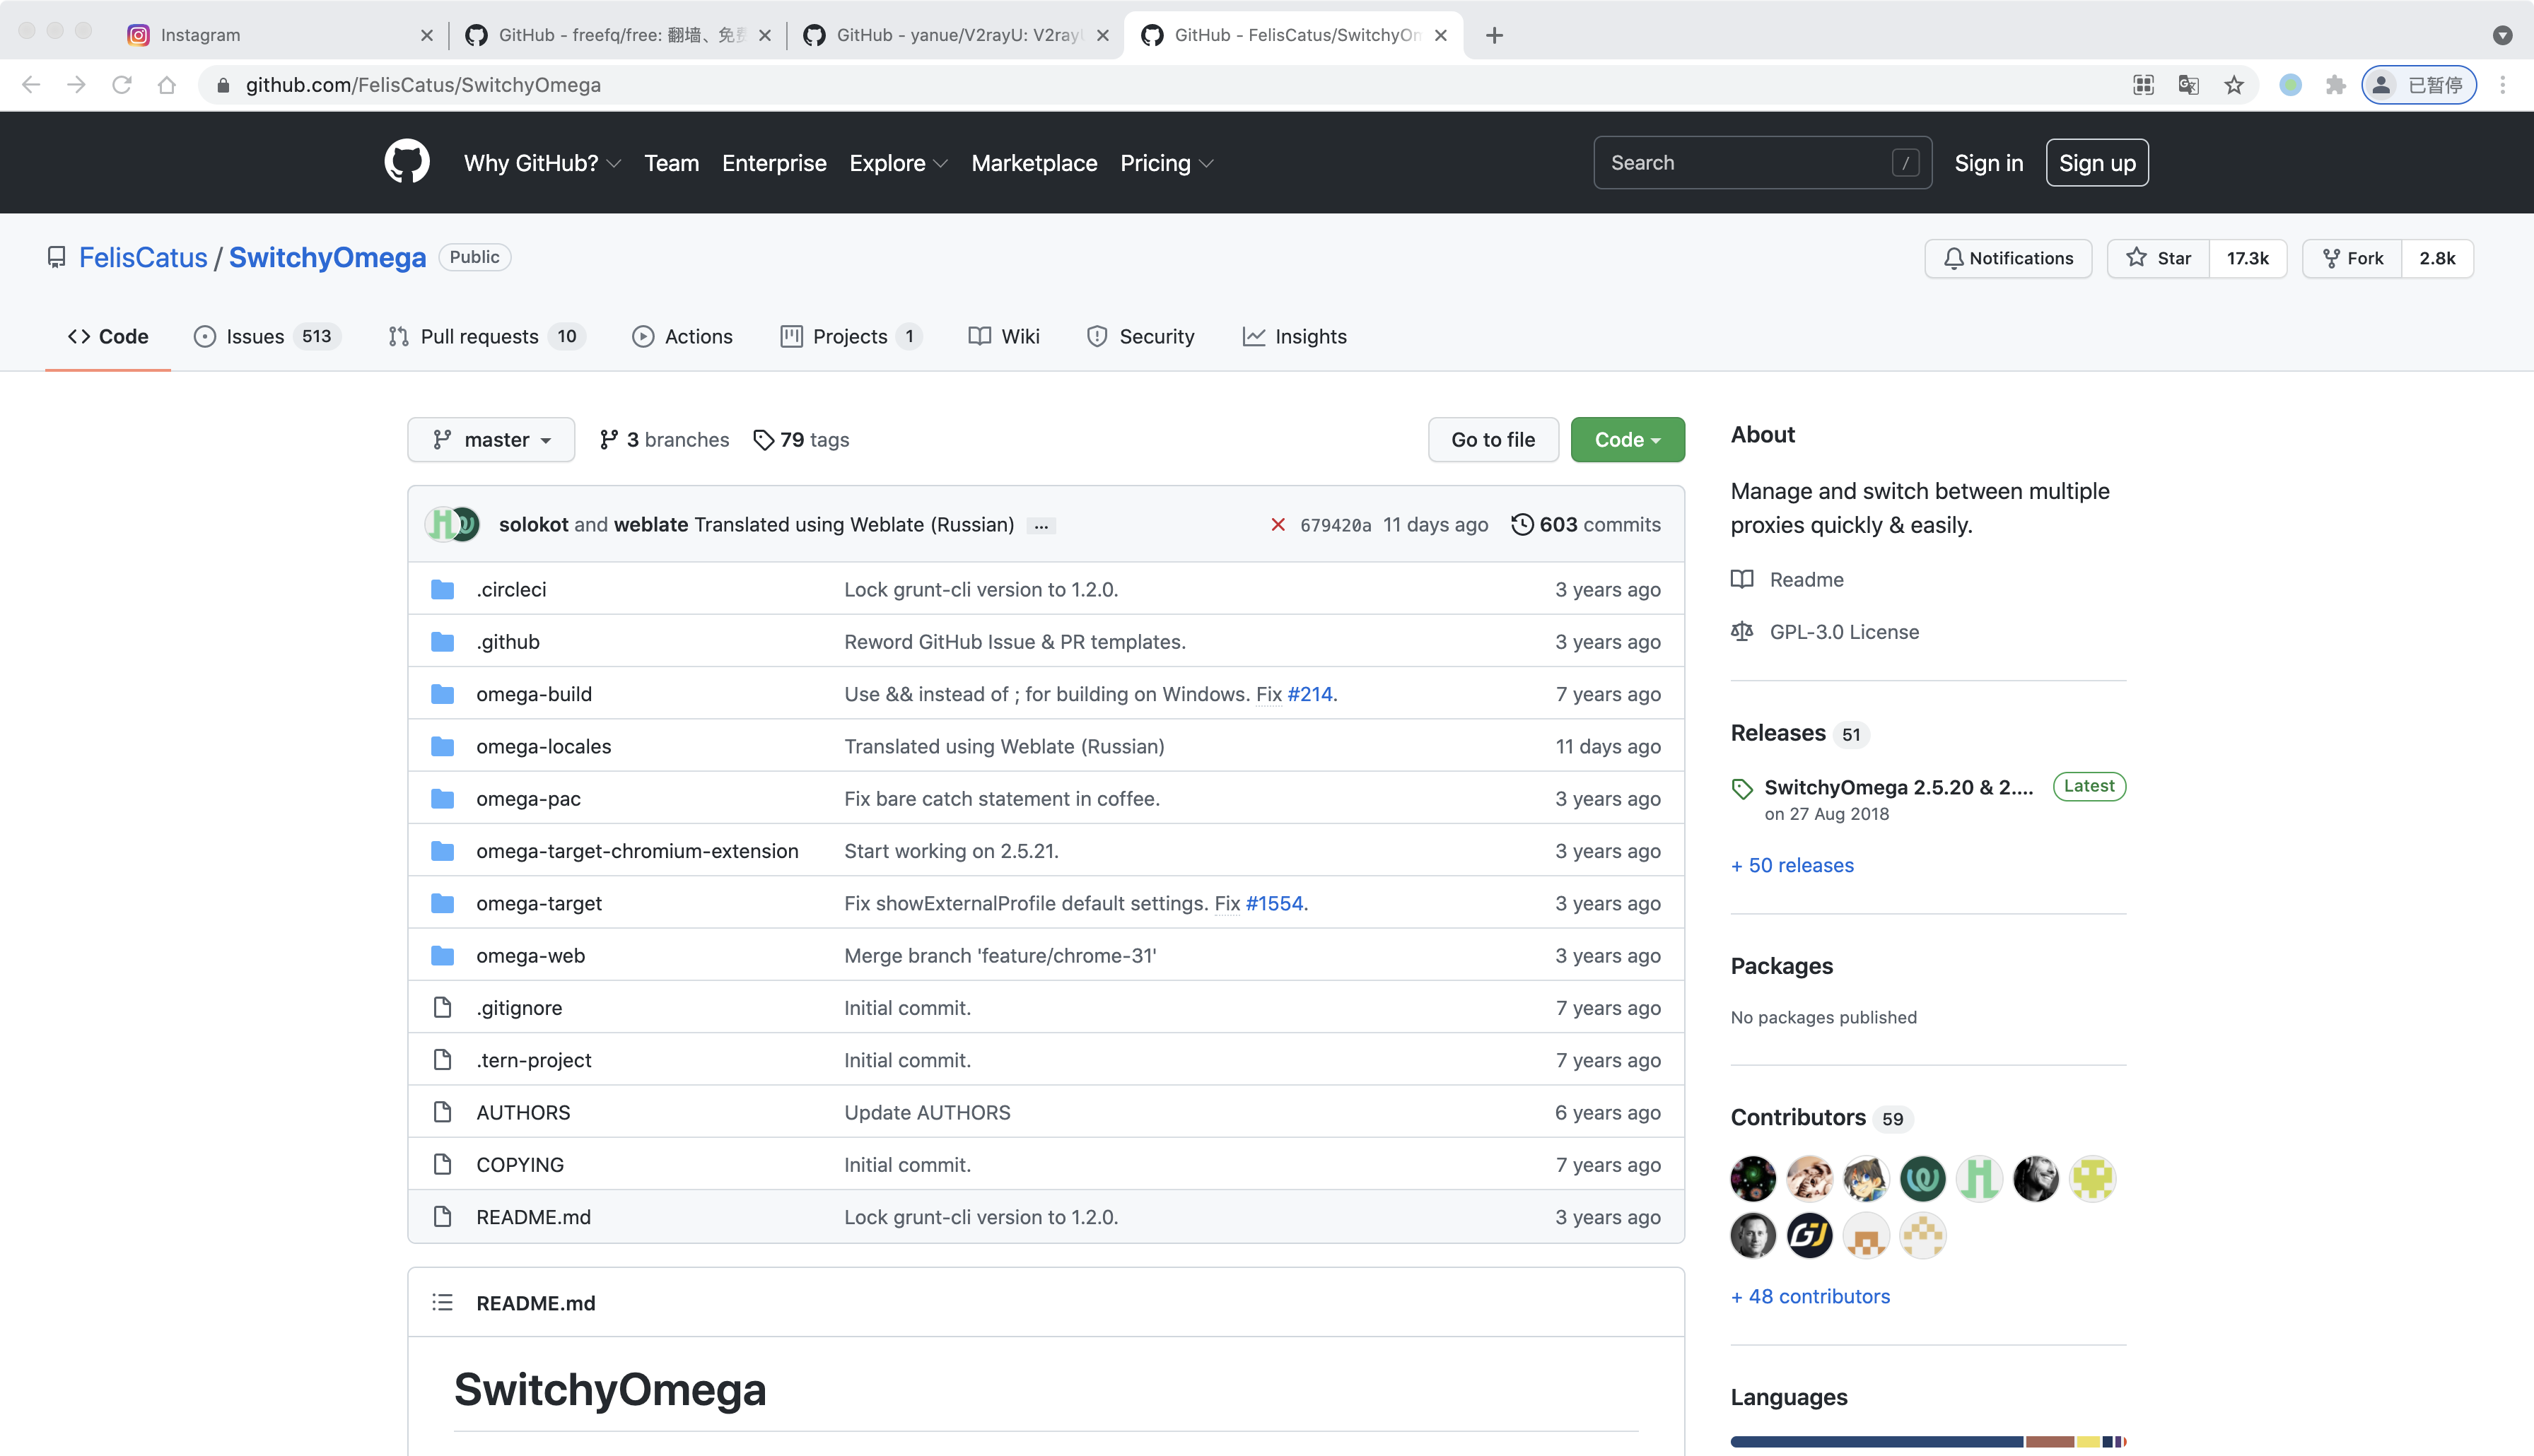 Instagram
GitHub - freefq/free: 翻墙、免费
GitHub - yanue/V2rayU: V2rayU
GitHub - FelisCatus/SwitchyOm
github.com/FelisCatus/SwitchyOmega
已暂停
Why GitHub? Team Enterprise Explore Marketplace Pricing
Search /
Sign in Sign up
FelisCatus / SwitchyOmega Public
Notifications Star 17.3k Fork 2.8k
Code Issues 513 Pull requests 10 Actions Projects 1 Wiki Security Insights
master 3 branches 79 tags
Go to file Code
solokot and weblate Translated using Weblate (Russian) ... 679420a 11 days ago 603 commits
.circleci Lock grunt-cli version to 1.2.0. 3 years ago
.github Reword GitHub Issue & PR templates. 3 years ago
omega-build Use && instead of ; for building on Windows. Fix #214. 7 years ago
omega-locales Translated using Weblate (Russian) 11 days ago
omega-pac Fix bare catch statement in coffee. 3 years ago
omega-target-chromium-extension Start working on 2.5.21. 3 years ago
omega-target Fix showExternalProfile default settings. Fix #1554. 3 years ago
omega-web Merge branch 'feature/chrome-31' 3 years ago
.gitignore Initial commit. 7 years ago
.tern-project Initial commit. 7 years ago
AUTHORS Update AUTHORS 6 years ago
COPYING Initial commit. 7 years ago
README.md Lock grunt-cli version to 1.2.0. 3 years ago
README.md
SwitchyOmega
About
Manage and switch between multiple
proxies quickly & easily.
Readme
GPL-3.0 License
Releases 51
SwitchyOmega 2.5.20 & 2.... Latest
on 27 Aug 2018
+ 50 releases
Packages
No packages published
Contributors 59
GJ
+ 48 contributors
Languages